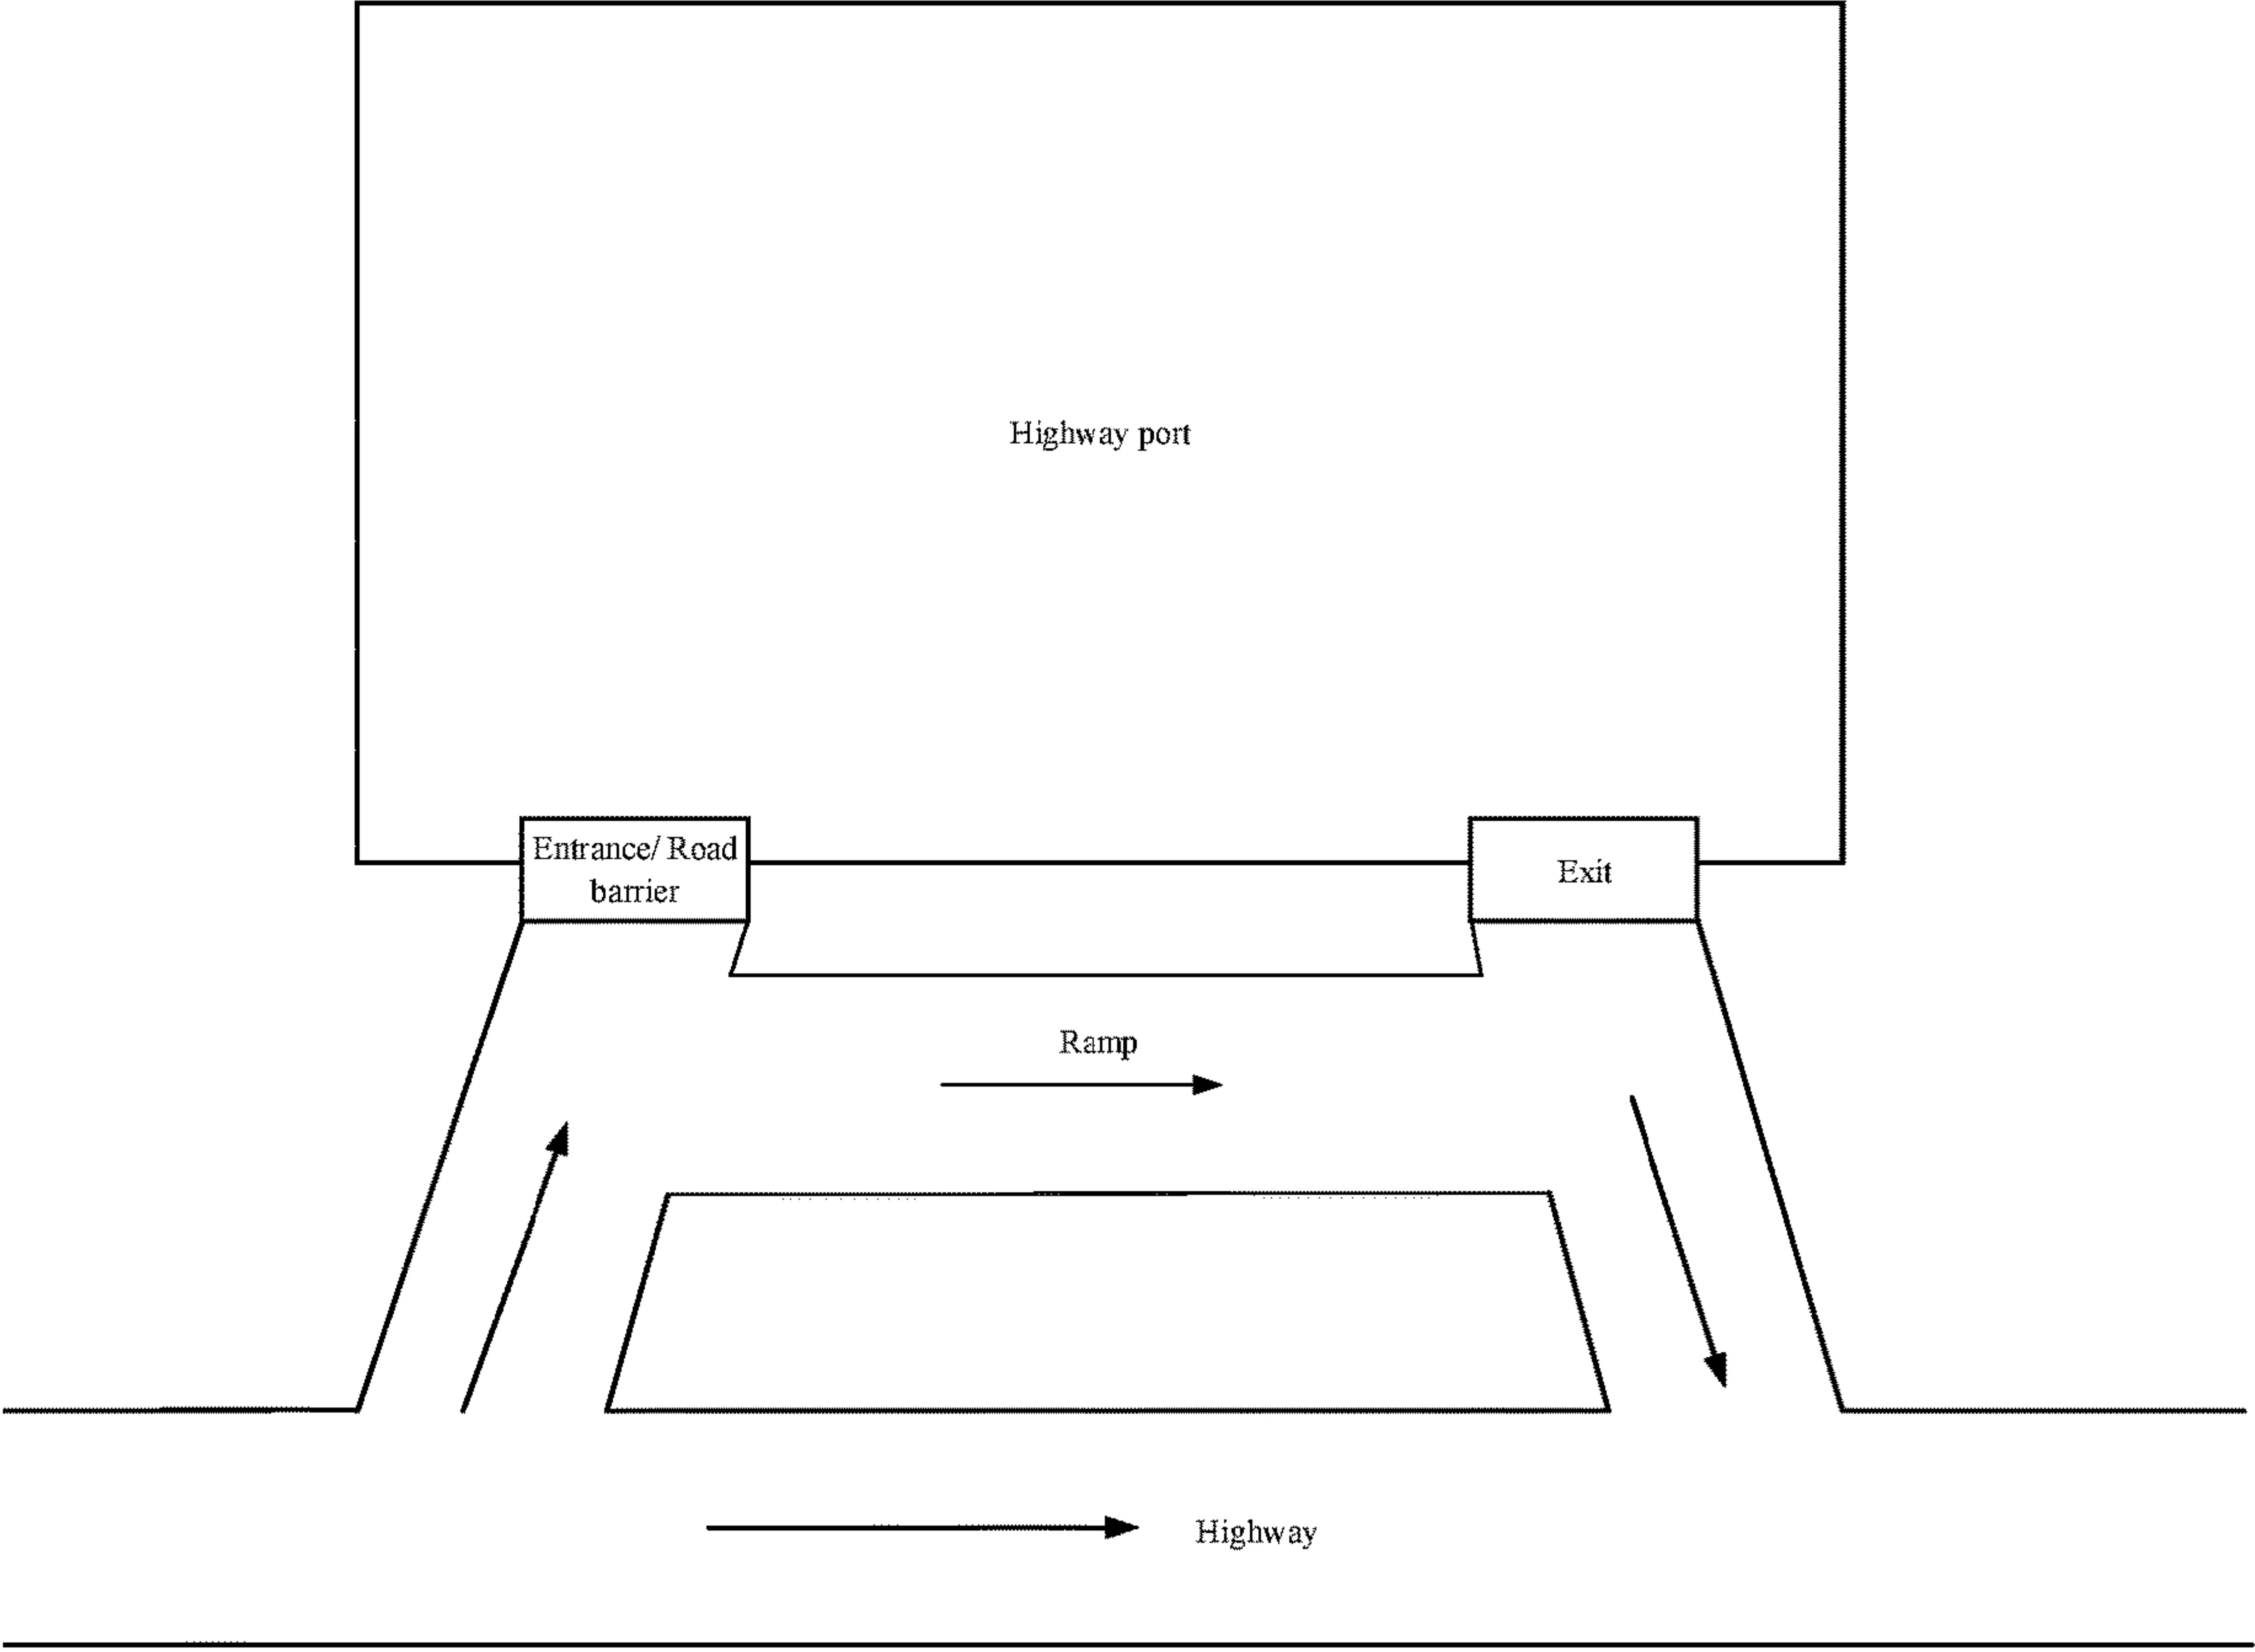 Highway port
Entrance/ Road
barrier
Exit
Ramp
Highway